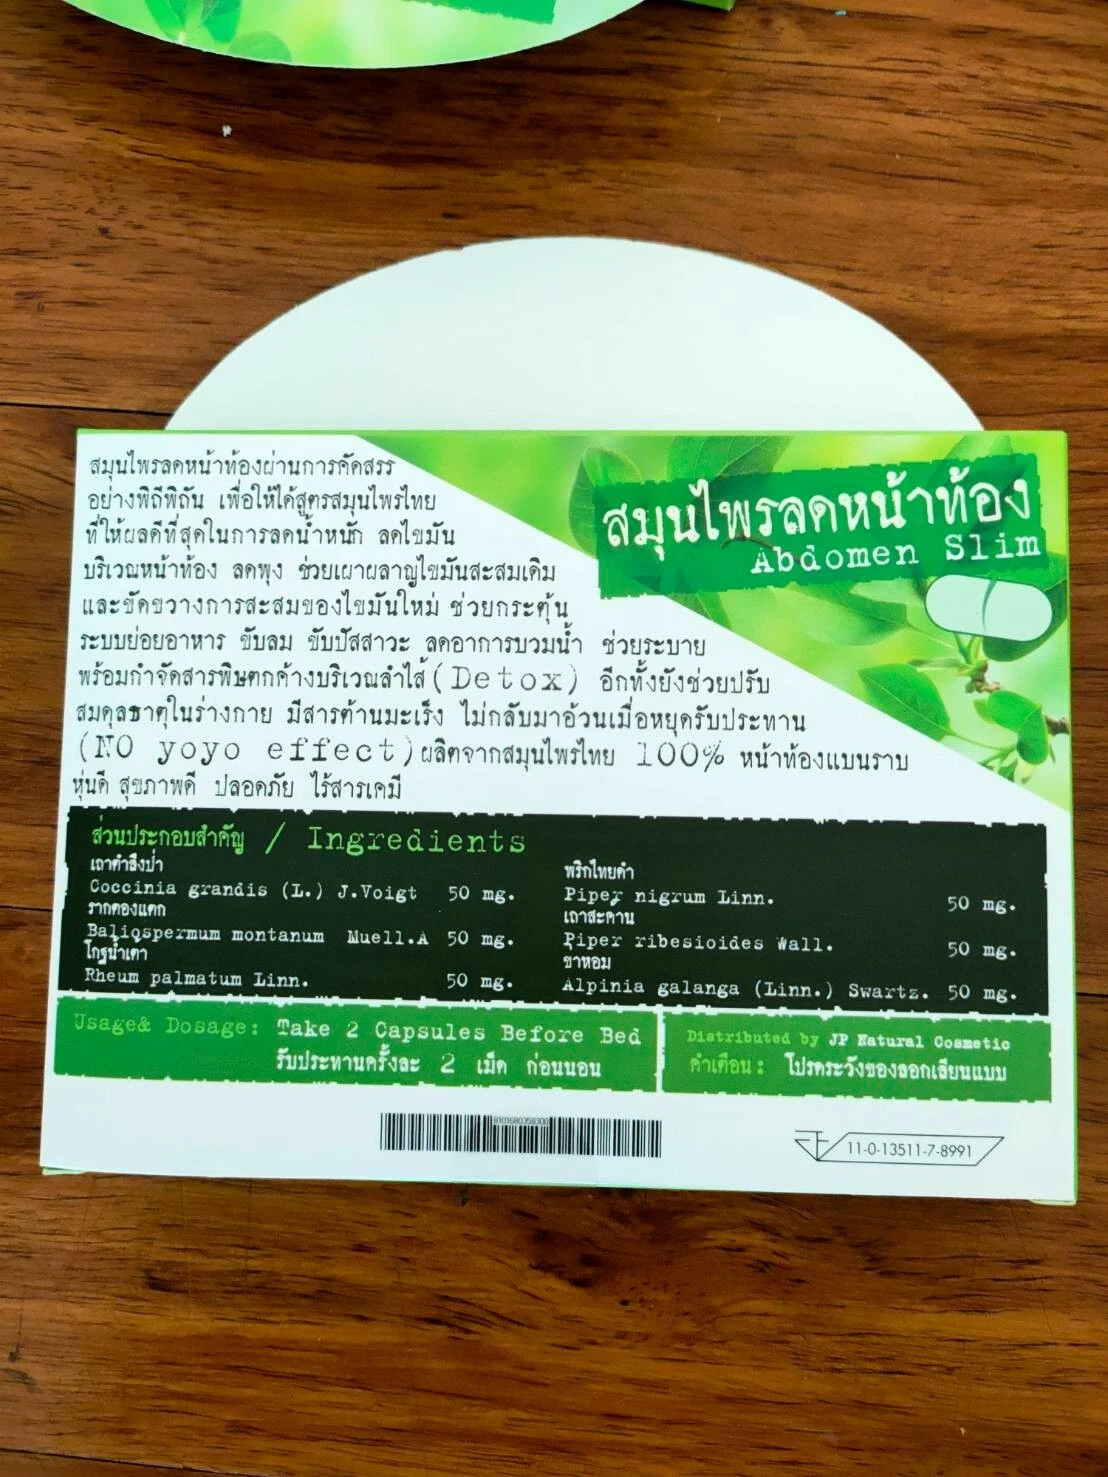 สมุนไพรลดหน้าท้องผ่านการคัดสรร
อย่างพิถีพิถัน เพื่อให้ได้สูตรสมุนไพรไทย
ที่ให้ผลดีที่สุดในการลดน้ำหนัก ลดไขมัน
บริเวณหน้าท้อง ลดพุง ช่วยเผาผลาญไขมันสะสมเดิม
และขัดขวางการสะสมของไขมันใหม่ ช่วยกระตุ้น
ระบบย่อยอาหาร ขับลม ขับปัสสาวะ ลดอาการบวมน้ำ ช่วยระบาย
พร้อมกำจัดสารพิษตกค้างบริเวณลำไส้(Detox) อีกทั้งยังช่วยปรับ
สมดุลธาตุในร่างกาย มีสารต้านมะเร็ง ไม่กลับมาอ้วนเมื่อหยุดรับประทาน
(NO yoyo effect)ผลิตจากสมุนไพรไทย 100% หน้าท้องแบนราบ
หุ่นดี สุขภาพดี ปลอดภัย ไร้สารเคมี
สมุนไพรลดหน้าท้อง
Abdomen Slim
ส่วนประกอบสำคัญ / Ingredients
เถาตำลึงป่า
Coccinia grandis (L.) J.Voigt 50 mg.
รากตองแตก
Baliospermum montanum Muell.A 50 mg.
โกฐน้ำเต้า
Rheum palmatum Linn. 50 mg.
พริกไทยดำ
Piper nigrum Linn. 50 mg.
เถาสะค้าน
Piper ribesioides Wall. 50 mg.
ข่าหอม
Alpinia galanga (Linn.) Swartz. 50 mg.
Usage& Dosage: Take 2 Capsules Before Bed
รับประทานครั้งละ 2 เม็ด ก่อนนอน
Distributed by JP Natural Cosmetic
คำเตือน : โปรดระวังของลอกเลียนแบบ
8101680358300
11-0-13511-7-8991